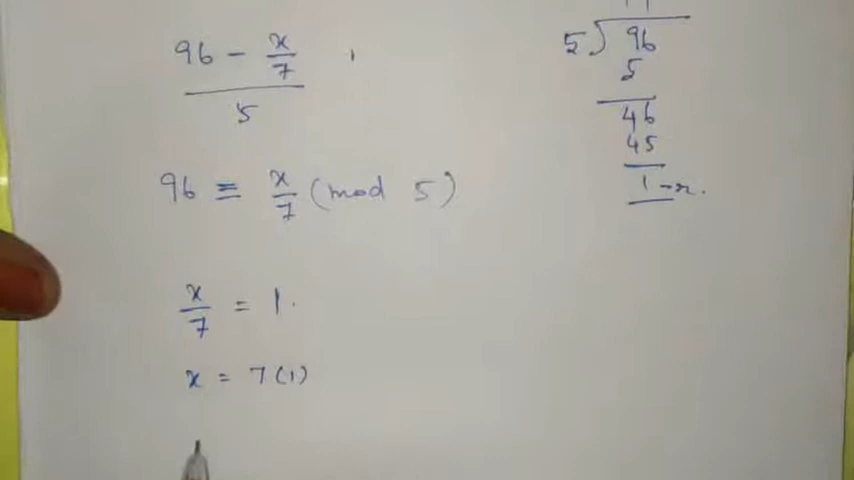 96 - x/7
5
96 ≡ x/7 (mod 5)
x/7 = 1.
x = 7(1)
5) 96
5
46
45
1 - r.